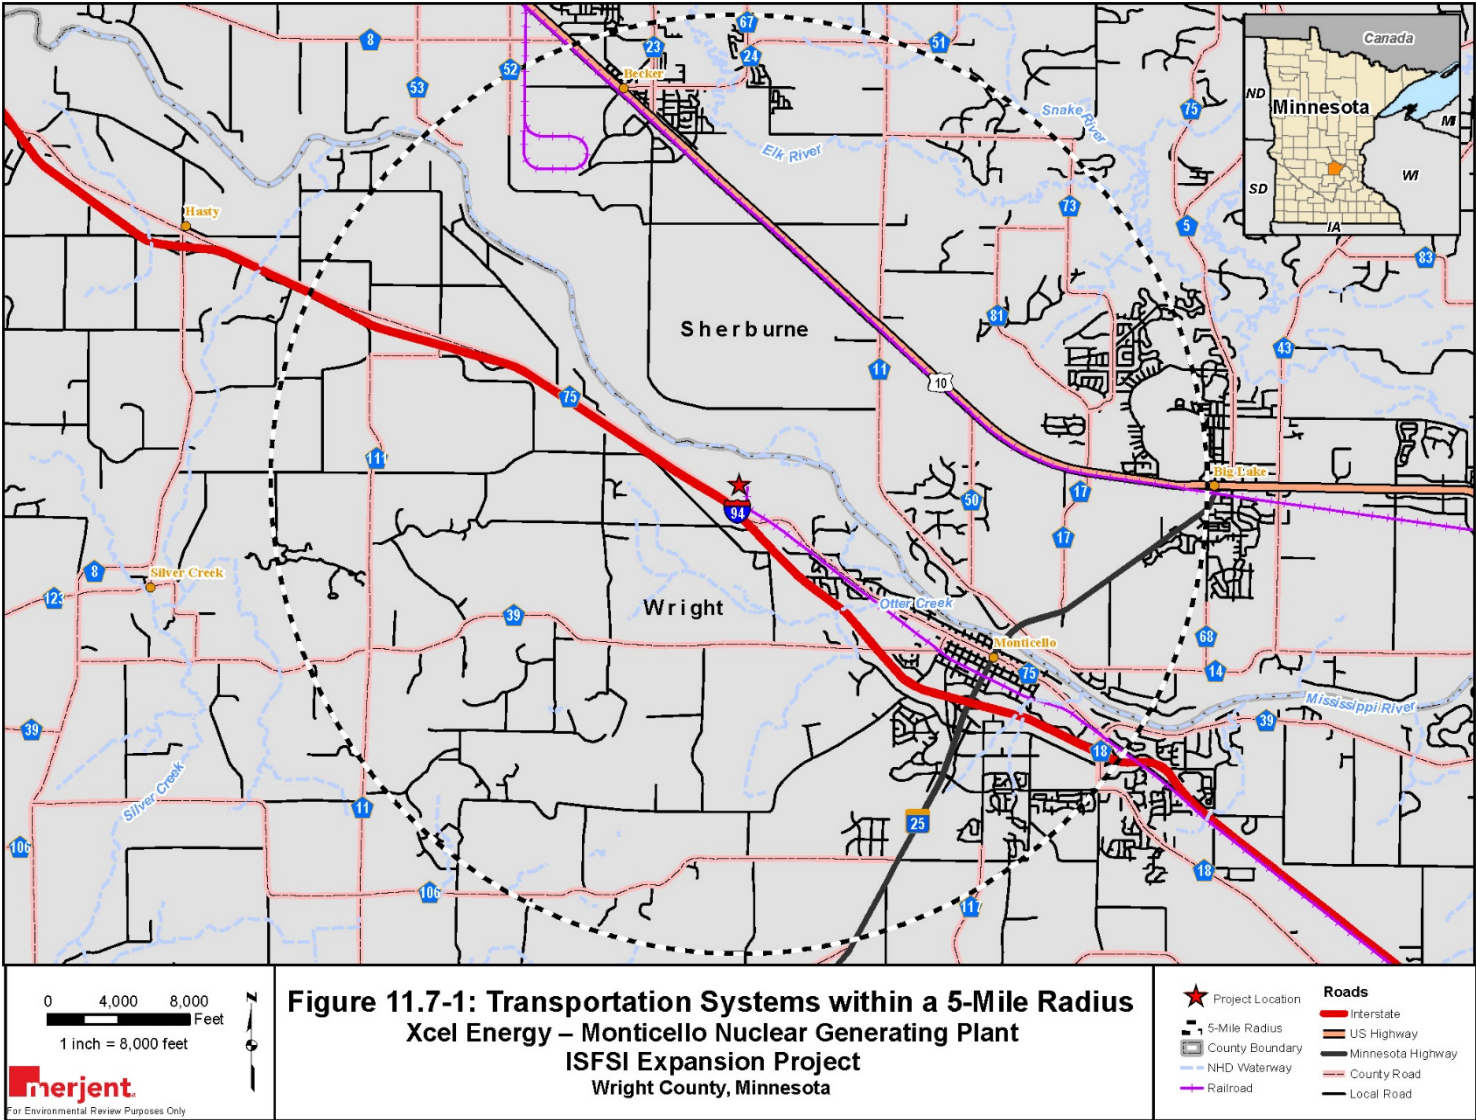 8
67
23
24
51
52
53
Becker
Canada
ND
Minnesota
MI
WI
SD
IA
75
Snake River
Elk River
Hasty
73
5
83
81
Sherburne
43
11
10
75
111
Big Lake
17
50
94
17
8
Silver Creek
123
Otter Creek
Wright
39
68
Monticello
75
14
Mississippi River
39
39
18
Silver Creek
11
25
106
18
106
117
0 4,000 8,000
Feet
1 inch = 8,000 feet
N
merjent
For Environmental Review Purposes Only
Figure 11.7-1: Transportation Systems within a 5-Mile Radius
Xcel Energy – Monticello Nuclear Generating Plant
ISFSI Expansion Project
Wright County, Minnesota
Project Location
5-Mile Radius
County Boundary
NHD Waterway
Railroad
Roads
Interstate
US Highway
Minnesota Highway
County Road
Local Road